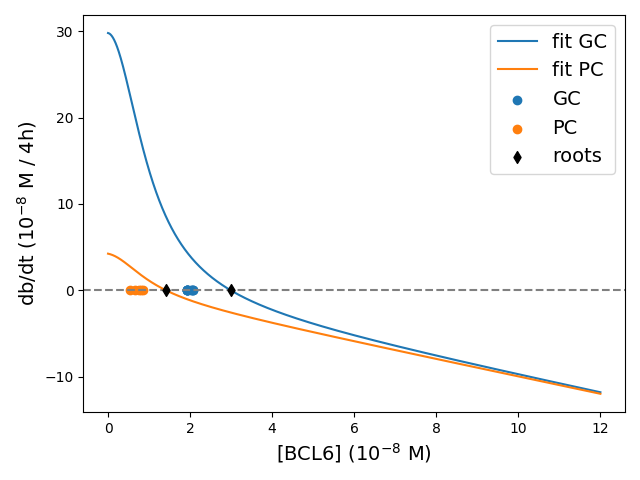 30
20
10
0
−10
db/dt (10⁻⁸ M / 4h)
fit GC
fit PC
GC
PC
roots
0 2 4 6 8 10 12
[BCL6] (10⁻⁸ M)